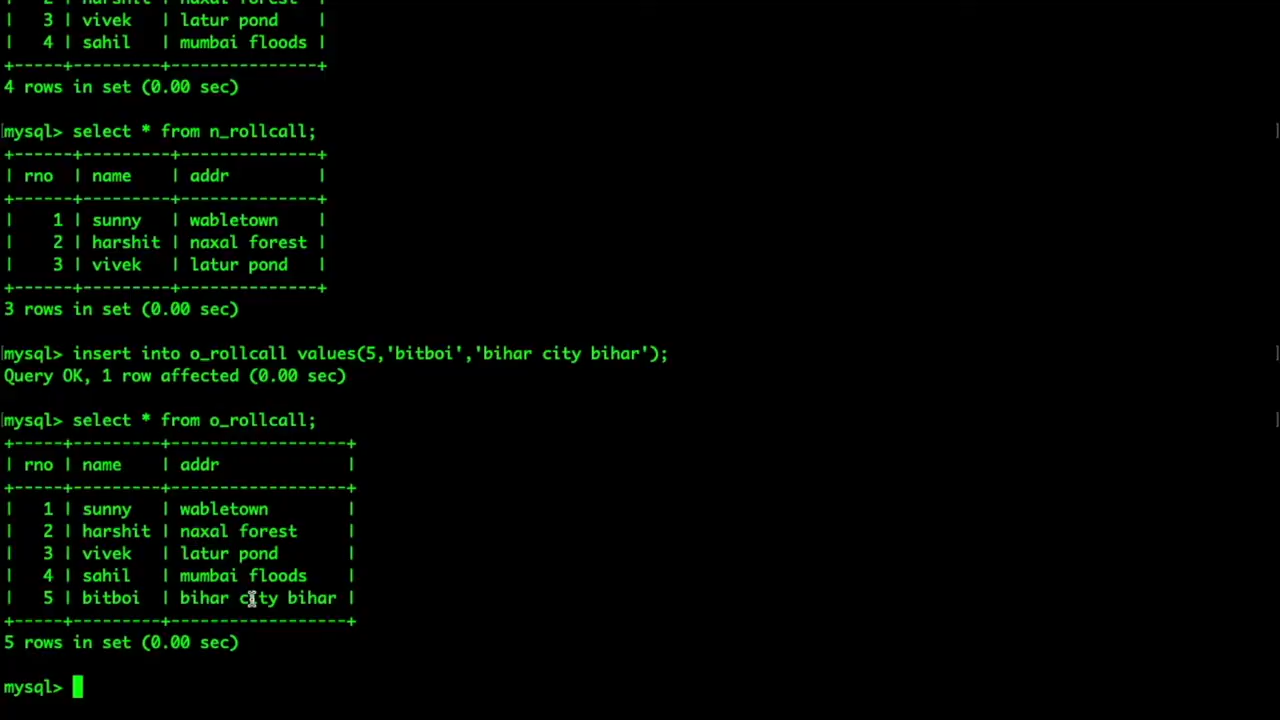 |   3 | vivek   | latur pond    |
|   4 | sahil   | mumbai floods |
+-----+---------+---------------+
4 rows in set (0.00 sec)
mysql> select * from n_rollcall;
+------+---------+--------------+
| rno  | name    | addr         |
+------+---------+--------------+
|    1 | sunny   | wabletown    |
|    2 | harshit | naxal forest |
|    3 | vivek   | latur pond   |
+------+---------+--------------+
3 rows in set (0.00 sec)
mysql> insert into o_rollcall values(5,'bitboi','bihar city bihar');
Query OK, 1 row affected (0.00 sec)
mysql> select * from o_rollcall;
+-----+---------+------------------+
| rno | name    | addr             |
+-----+---------+------------------+
|   1 | sunny   | wabletown        |
|   2 | harshit | naxal forest     |
|   3 | vivek   | latur pond       |
|   4 | sahil   | mumbai floods    |
|   5 | bitboi  | bihar city bihar |
+-----+---------+------------------+
5 rows in set (0.00 sec)
mysql>